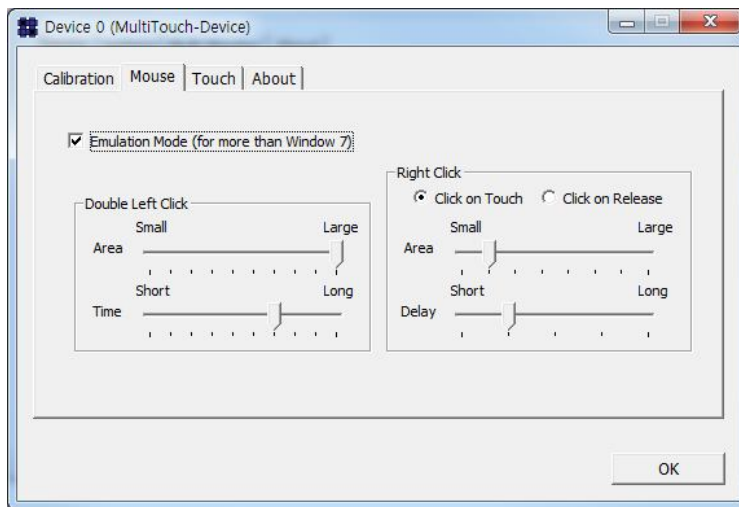 Device 0 (MultiTouch-Device)
Calibration Mouse Touch About
Emulation Mode (for more than Window 7)
Double Left Click
Small Large
Area
Short Long
Time
Right Click
Click on Touch Click on Release
Small Large
Area
Short Long
Delay
OK